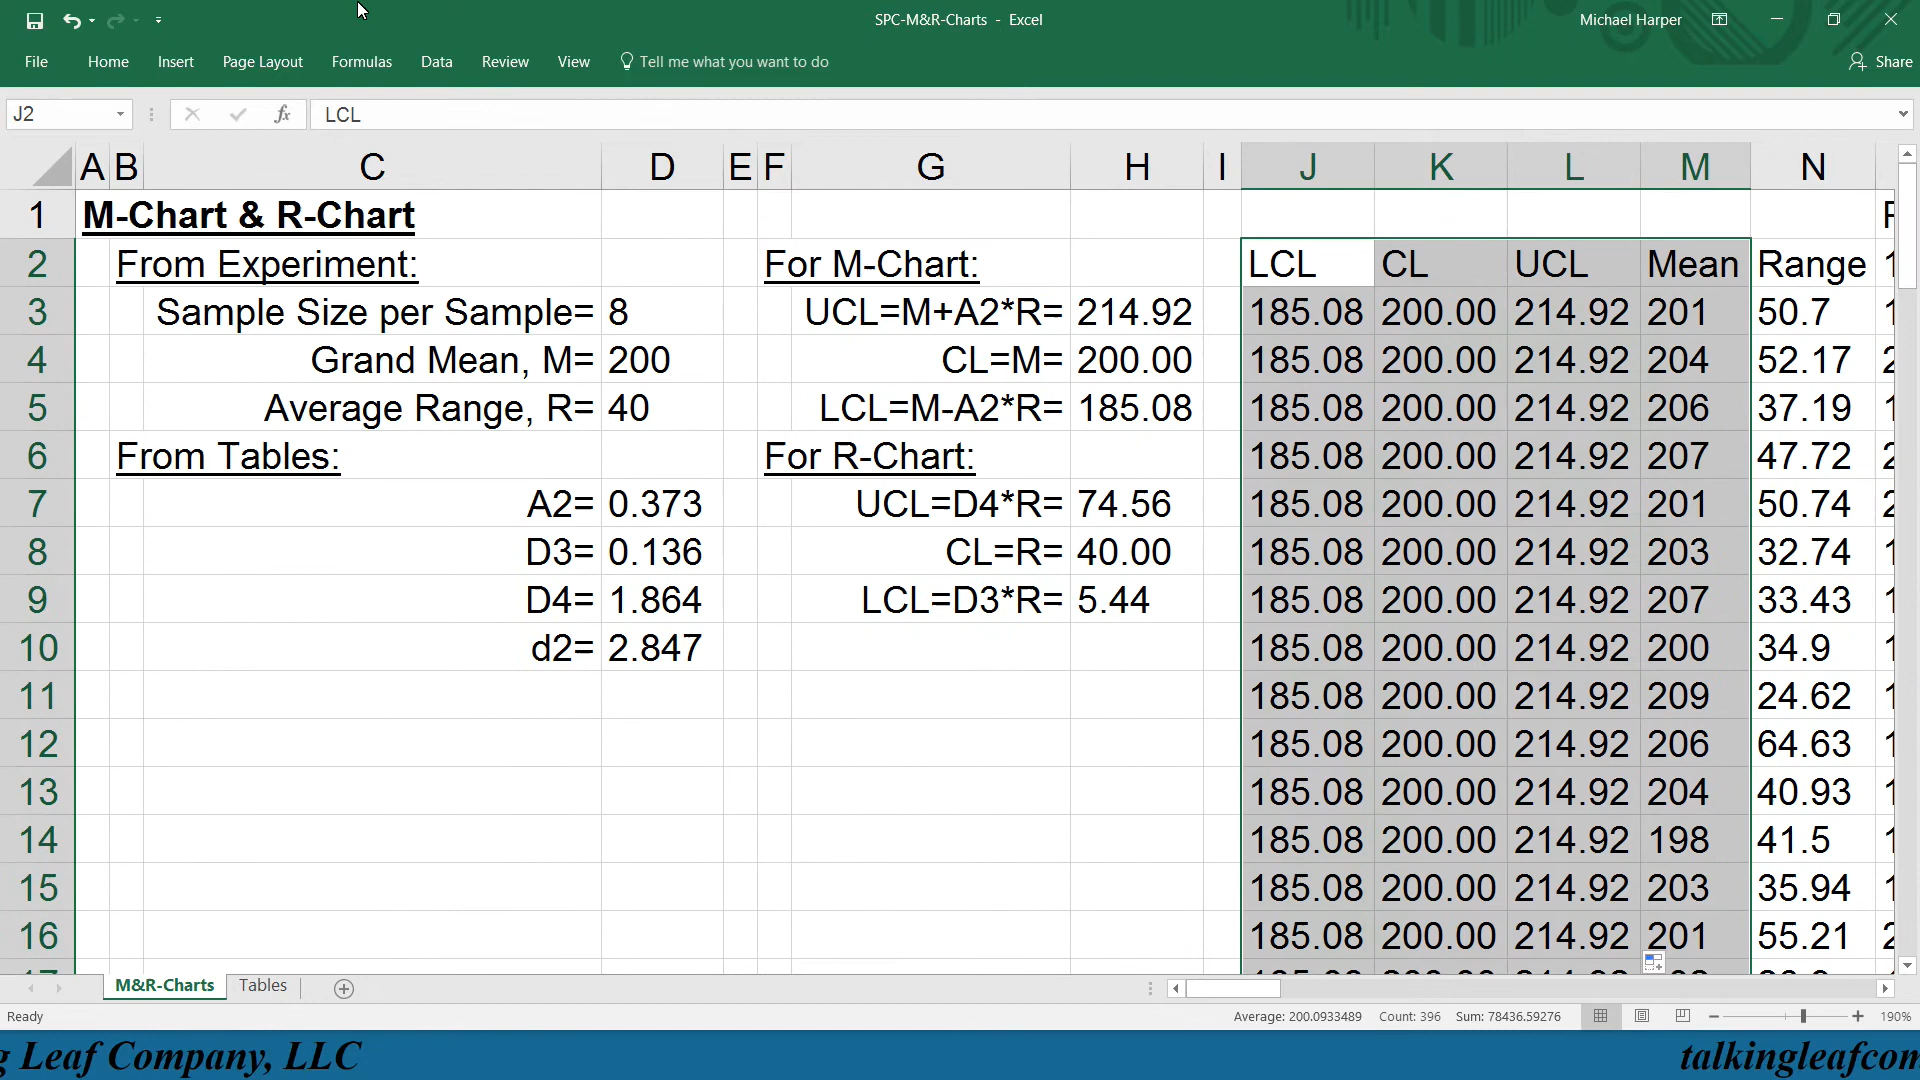 SPC-M&R-Charts - Excel
Michael Harper
File Home Insert Page Layout Formulas Data Review View Tell me what you want to do
Share
J2 fx LCL
A B C D E F G H I J K L M N
1 M-Chart & R-Chart
2 From Experiment: For M-Chart: LCL CL UCL Mean Range
3 Sample Size per Sample= 8 UCL=M+A2*R= 214.92 185.08 200.00 214.92 201 50.7
4 Grand Mean, M= 200 CL=M= 200.00 185.08 200.00 214.92 204 52.17
5 Average Range, R= 40 LCL=M-A2*R= 185.08 185.08 200.00 214.92 206 37.19
6 From Tables: For R-Chart: 185.08 200.00 214.92 207 47.72
7 A2= 0.373 UCL=D4*R= 74.56 185.08 200.00 214.92 201 50.74
8 D3= 0.136 CL=R= 40.00 185.08 200.00 214.92 203 32.74
9 D4= 1.864 LCL=D3*R= 5.44 185.08 200.00 214.92 207 33.43
10 d2= 2.847 185.08 200.00 214.92 200 34.9
11 185.08 200.00 214.92 209 24.62
12 185.08 200.00 214.92 206 64.63
13 185.08 200.00 214.92 204 40.93
14 185.08 200.00 214.92 198 41.5
15 185.08 200.00 214.92 203 35.94
16 185.08 200.00 214.92 201 55.21
M&R-Charts Tables
Ready Average: 200.0933489 Count: 396 Sum: 78436.59276 190%
g Leaf Company, LLC talkingleafcom